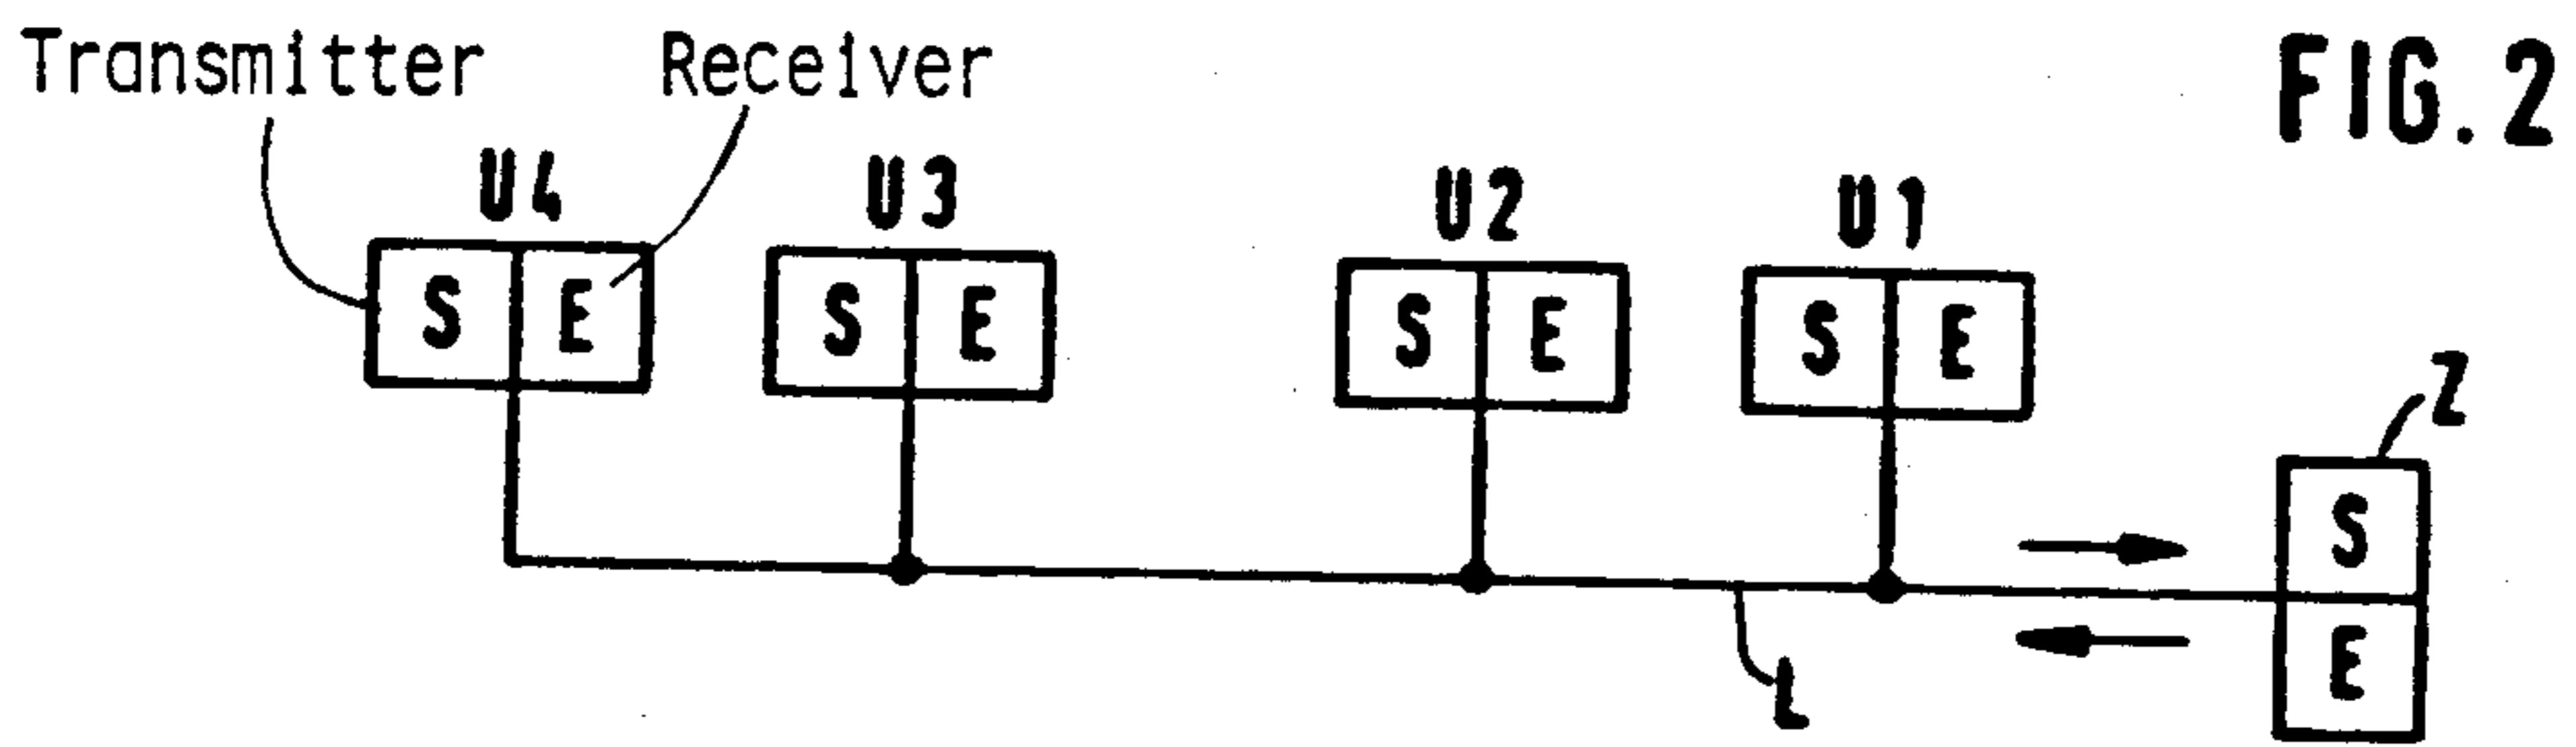 Transmitter Receiver
FIG. 2
U4 U3 U2 U1
S E S E S E S E
Z
S
E
L